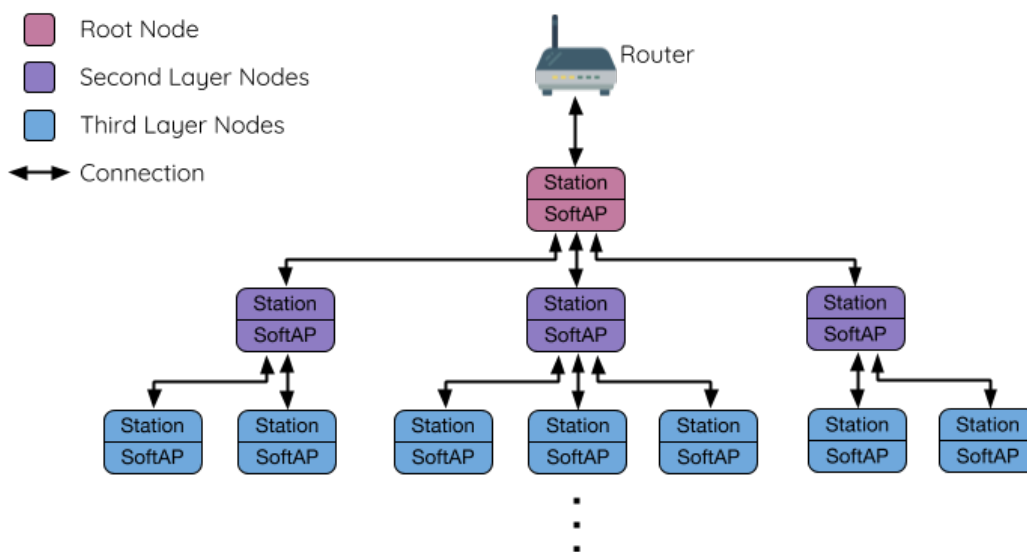 Root Node
Router
Second Layer Nodes
Third Layer Nodes
Connection
Station
SoftAP
Station Station Station
SoftAP SoftAP SoftAP
Station Station Station Station Station Station Station
SoftAP SoftAP SoftAP SoftAP SoftAP SoftAP SoftAP